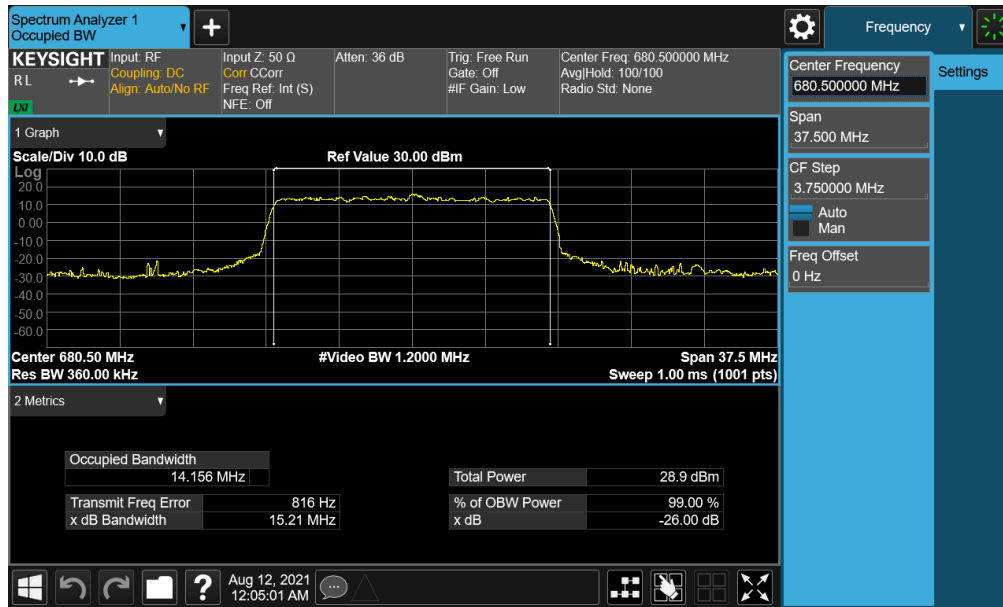 Spectrum Analyzer 1
Occupied BW
Frequency
KEYSIGHT
R L
LXI
Input: RF
Coupling: DC
Align: Auto/No RF
Input Z: 50 Ω
Corr CCorr
Freq Ref: Int (S)
NFE: Off
Atten: 36 dB
Trig: Free Run
Gate: Off
#IF Gain: Low
Center Freq: 680.500000 MHz
Avg|Hold: 100/100
Radio Std: None
Center Frequency
680.500000 MHz
Settings
Span
37.500 MHz
CF Step
3.750000 MHz
Auto
Man
Freq Offset
0 Hz
1 Graph
Scale/Div 10.0 dB
Ref Value 30.00 dBm
Log
20.0
10.0
0.00
-10.0
-20.0
-30.0
-40.0
-50.0
-60.0
Center 680.50 MHz
#Video BW 1.2000 MHz
Span 37.5 MHz
Res BW 360.00 kHz
Sweep 1.00 ms (1001 pts)
2 Metrics
Occupied Bandwidth
14.156 MHz
Total Power 28.9 dBm
Transmit Freq Error 816 Hz
% of OBW Power 99.00 %
x dB Bandwidth 15.21 MHz
x dB -26.00 dB
Aug 12, 2021
12:05:01 AM